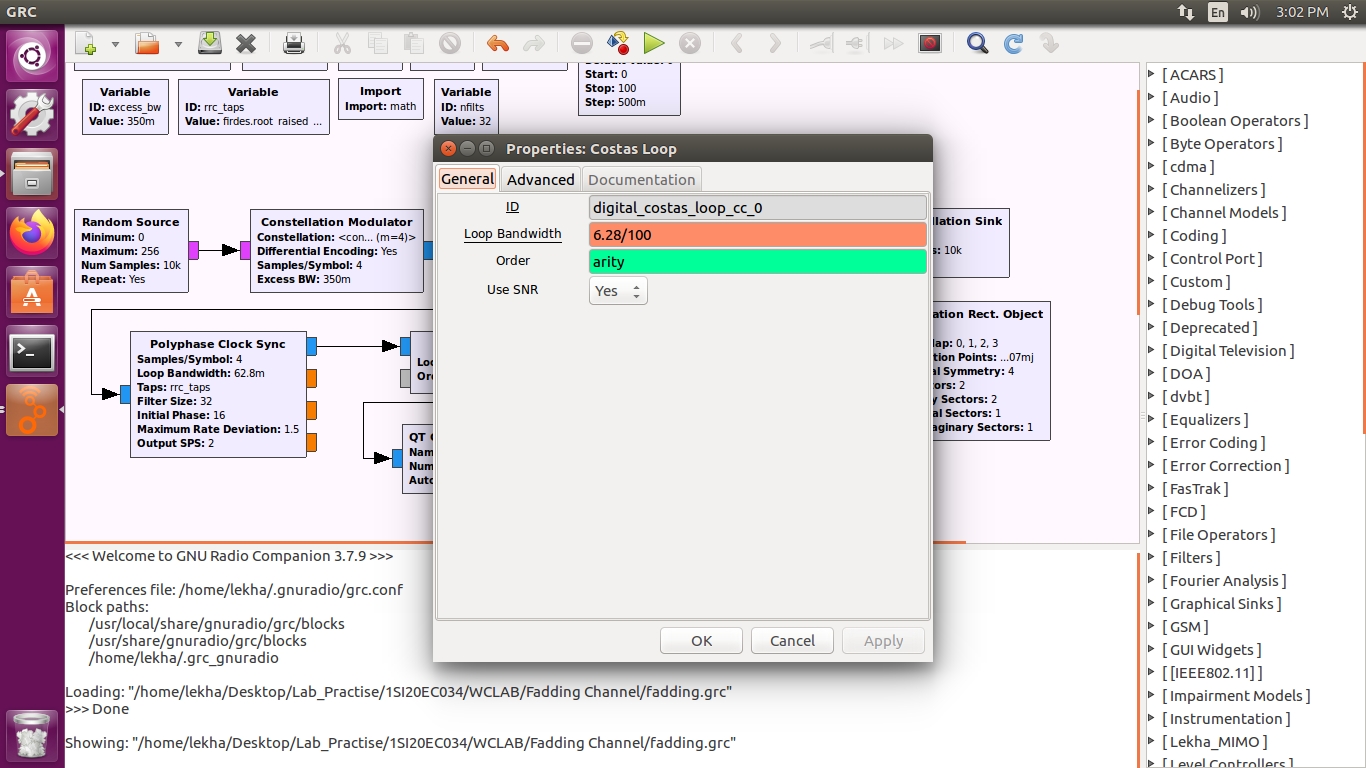 GRC
En
3:02 PM
Start: 0
Stop: 100
Step: 500m
Variable
ID: excess_bw
Value: 350m
Variable
ID: rrc_taps
Value: firdes.root_raised_...
Import
Import: math
Variable
ID: nfilts
Value: 32
Random Source
Minimum: 0
Maximum: 256
Num Samples: 10k
Repeat: Yes
Constellation Modulator
Constellation: <con... (m=4)>
Differential Encoding: Yes
Samples/Symbol: 4
Excess BW: 350m
Polyphase Clock Sync
Samples/Symbol: 4
Loop Bandwidth: 62.8m
Taps: rrc_taps
Filter Size: 32
Initial Phase: 16
Maximum Rate Deviation: 1.5
Output SPS: 2
Loo
Ord
QT
Nam
Num
Auto
Properties: Costas Loop
General
Advanced
Documentation
ID
digital_costas_loop_cc_0
Loop Bandwidth
6.28/100
Order
arity
Use SNR
Yes
OK
Cancel
Apply
llation Sink
s: 10k
ation Rect. Object
ap: 0, 1, 2, 3
tion Points: ...07mj
al Symmetry: 4
ors: 2
y Sectors: 2
al Sectors: 1
aginary Sectors: 1
<<< Welcome to GNU Radio Companion 3.7.9 >>>
Preferences file: /home/lekha/.gnuradio/grc.conf
Block paths:
/usr/local/share/gnuradio/grc/blocks
/usr/share/gnuradio/grc/blocks
/home/lekha/.grc_gnuradio
Loading: "/home/lekha/Desktop/Lab_Practise/1SI20EC034/WCLAB/Fadding Channel/fadding.grc"
>>> Done
Showing: "/home/lekha/Desktop/Lab_Practise/1SI20EC034/WCLAB/Fadding Channel/fadding.grc"
[ ACARS ]
[ Audio ]
[ Boolean Operators ]
[ Byte Operators ]
[ cdma ]
[ Channelizers ]
[ Channel Models ]
[ Coding ]
[ Control Port ]
[ Custom ]
[ Debug Tools ]
[ Deprecated ]
[ Digital Television ]
[ DOA ]
[ dvbt ]
[ Equalizers ]
[ Error Coding ]
[ Error Correction ]
[ FasTrak ]
[ FCD ]
[ File Operators ]
[ Filters ]
[ Fourier Analysis ]
[ Graphical Sinks ]
[ GSM ]
[ GUI Widgets ]
[ [IEEE802.11] ]
[ Impairment Models ]
[ Instrumentation ]
[ Lekha_MIMO ]
[ Level Controllers ]